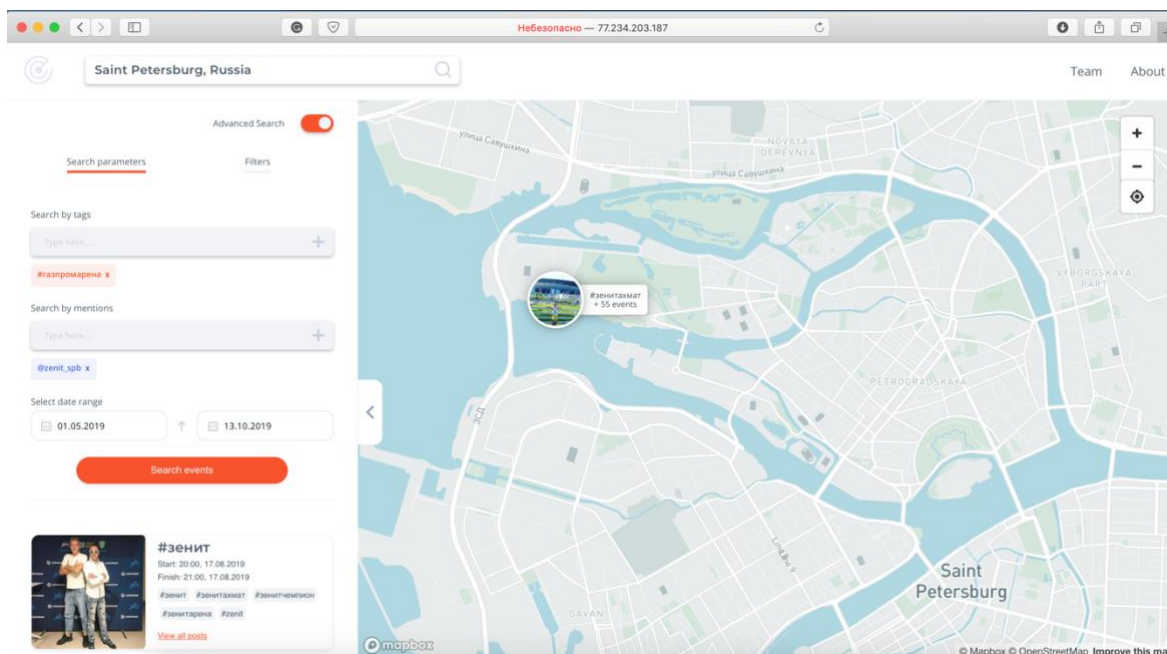 Небезопасно — 77.234.203.187
Saint Petersburg, Russia
Team
About
Advanced Search
Search parameters
Filters
Search by tags
Type here...
#газпромарена x
Search by mentions
Type here...
@zenit_spb x
Select date range
01.05.2019
13.10.2019
Search events
#зенит
Start: 20:00, 17.08.2019
Finish: 21:00, 17.08.2019
#зенит #зенитахмат #зенитчемпион
#зенитарена #zenit
View all posts
улица Савушкина
NOVAYA
DEREVNYA
улица Савушкина
VYBORGSKAYA
PART
#зенитахмат
+ 55 events
PETROGRADSKAYA
ЗСД
Saint
Petersburg
GAVAN
mapbox
© Mapbox © OpenStreetMap Improve this ma